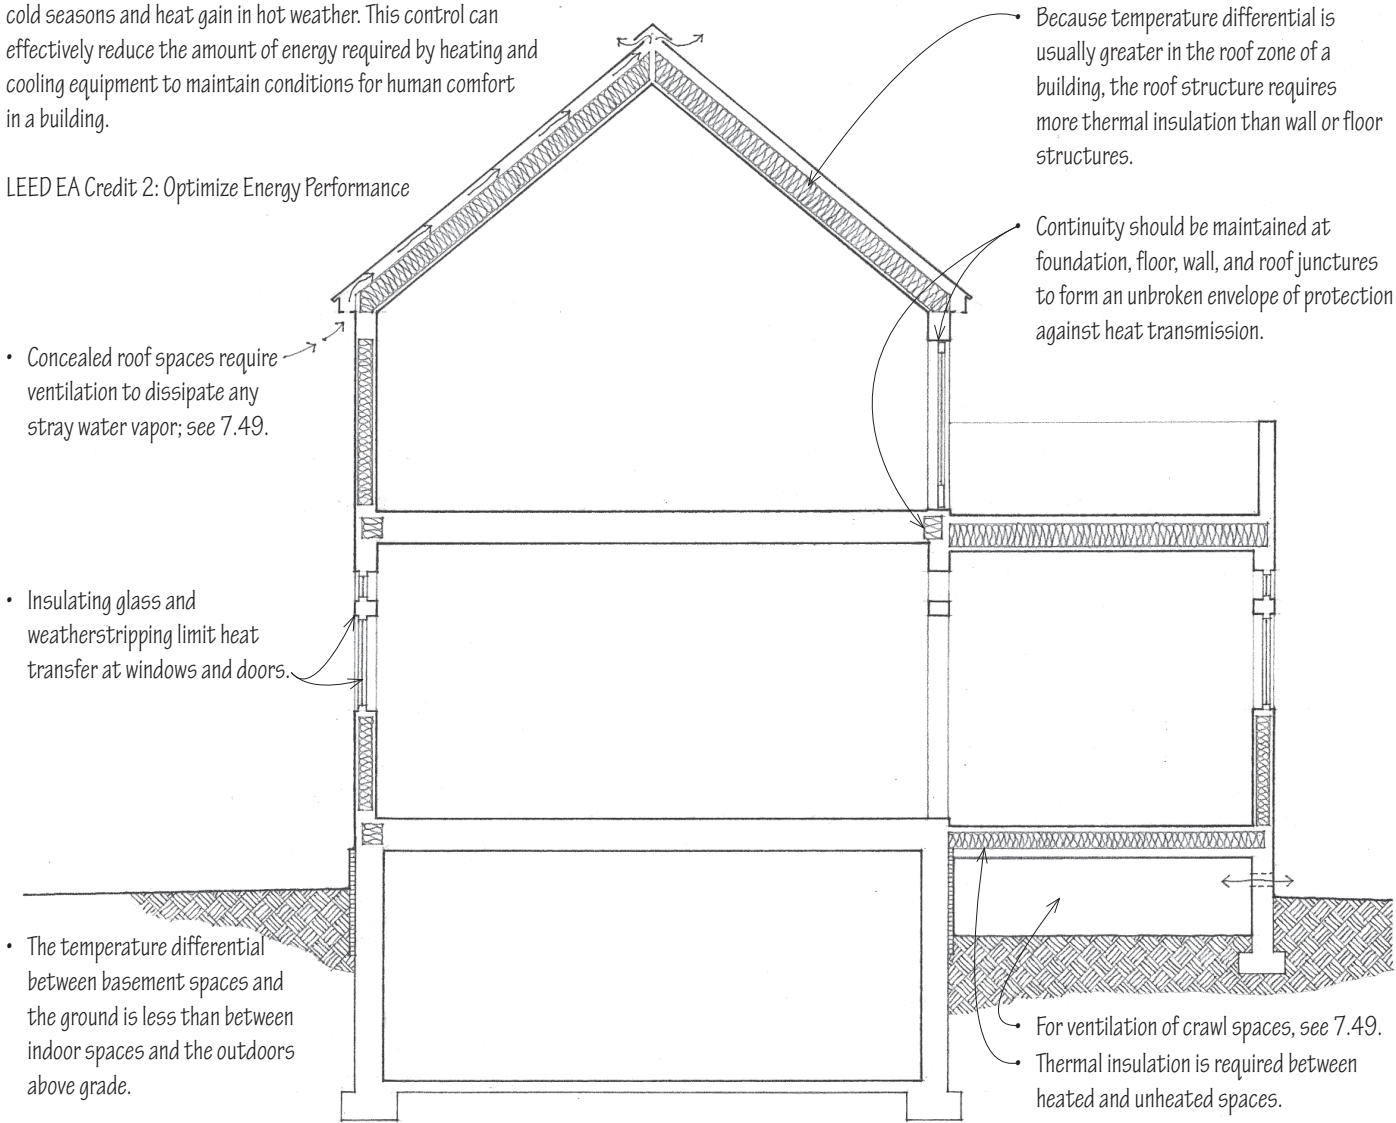 cold seasons and heat gain in hot weather. This control can
effectively reduce the amount of energy required by heating and
cooling equipment to maintain conditions for human comfort
in a building.
LEED EA Credit 2: Optimize Energy Performance
• Concealed roof spaces require
ventilation to dissipate any
stray water vapor; see 7.49.
• Insulating glass and
weatherstripping limit heat
transfer at windows and doors.
• The temperature differential
between basement spaces and
the ground is less than between
indoor spaces and the outdoors
above grade.
• Because temperature differential is
usually greater in the roof zone of a
building, the roof structure requires
more thermal insulation than wall or floor
structures.
• Continuity should be maintained at
foundation, floor, wall, and roof junctures
to form an unbroken envelope of protection
against heat transmission.
• For ventilation of crawl spaces, see 7.49.
• Thermal insulation is required between
heated and unheated spaces.